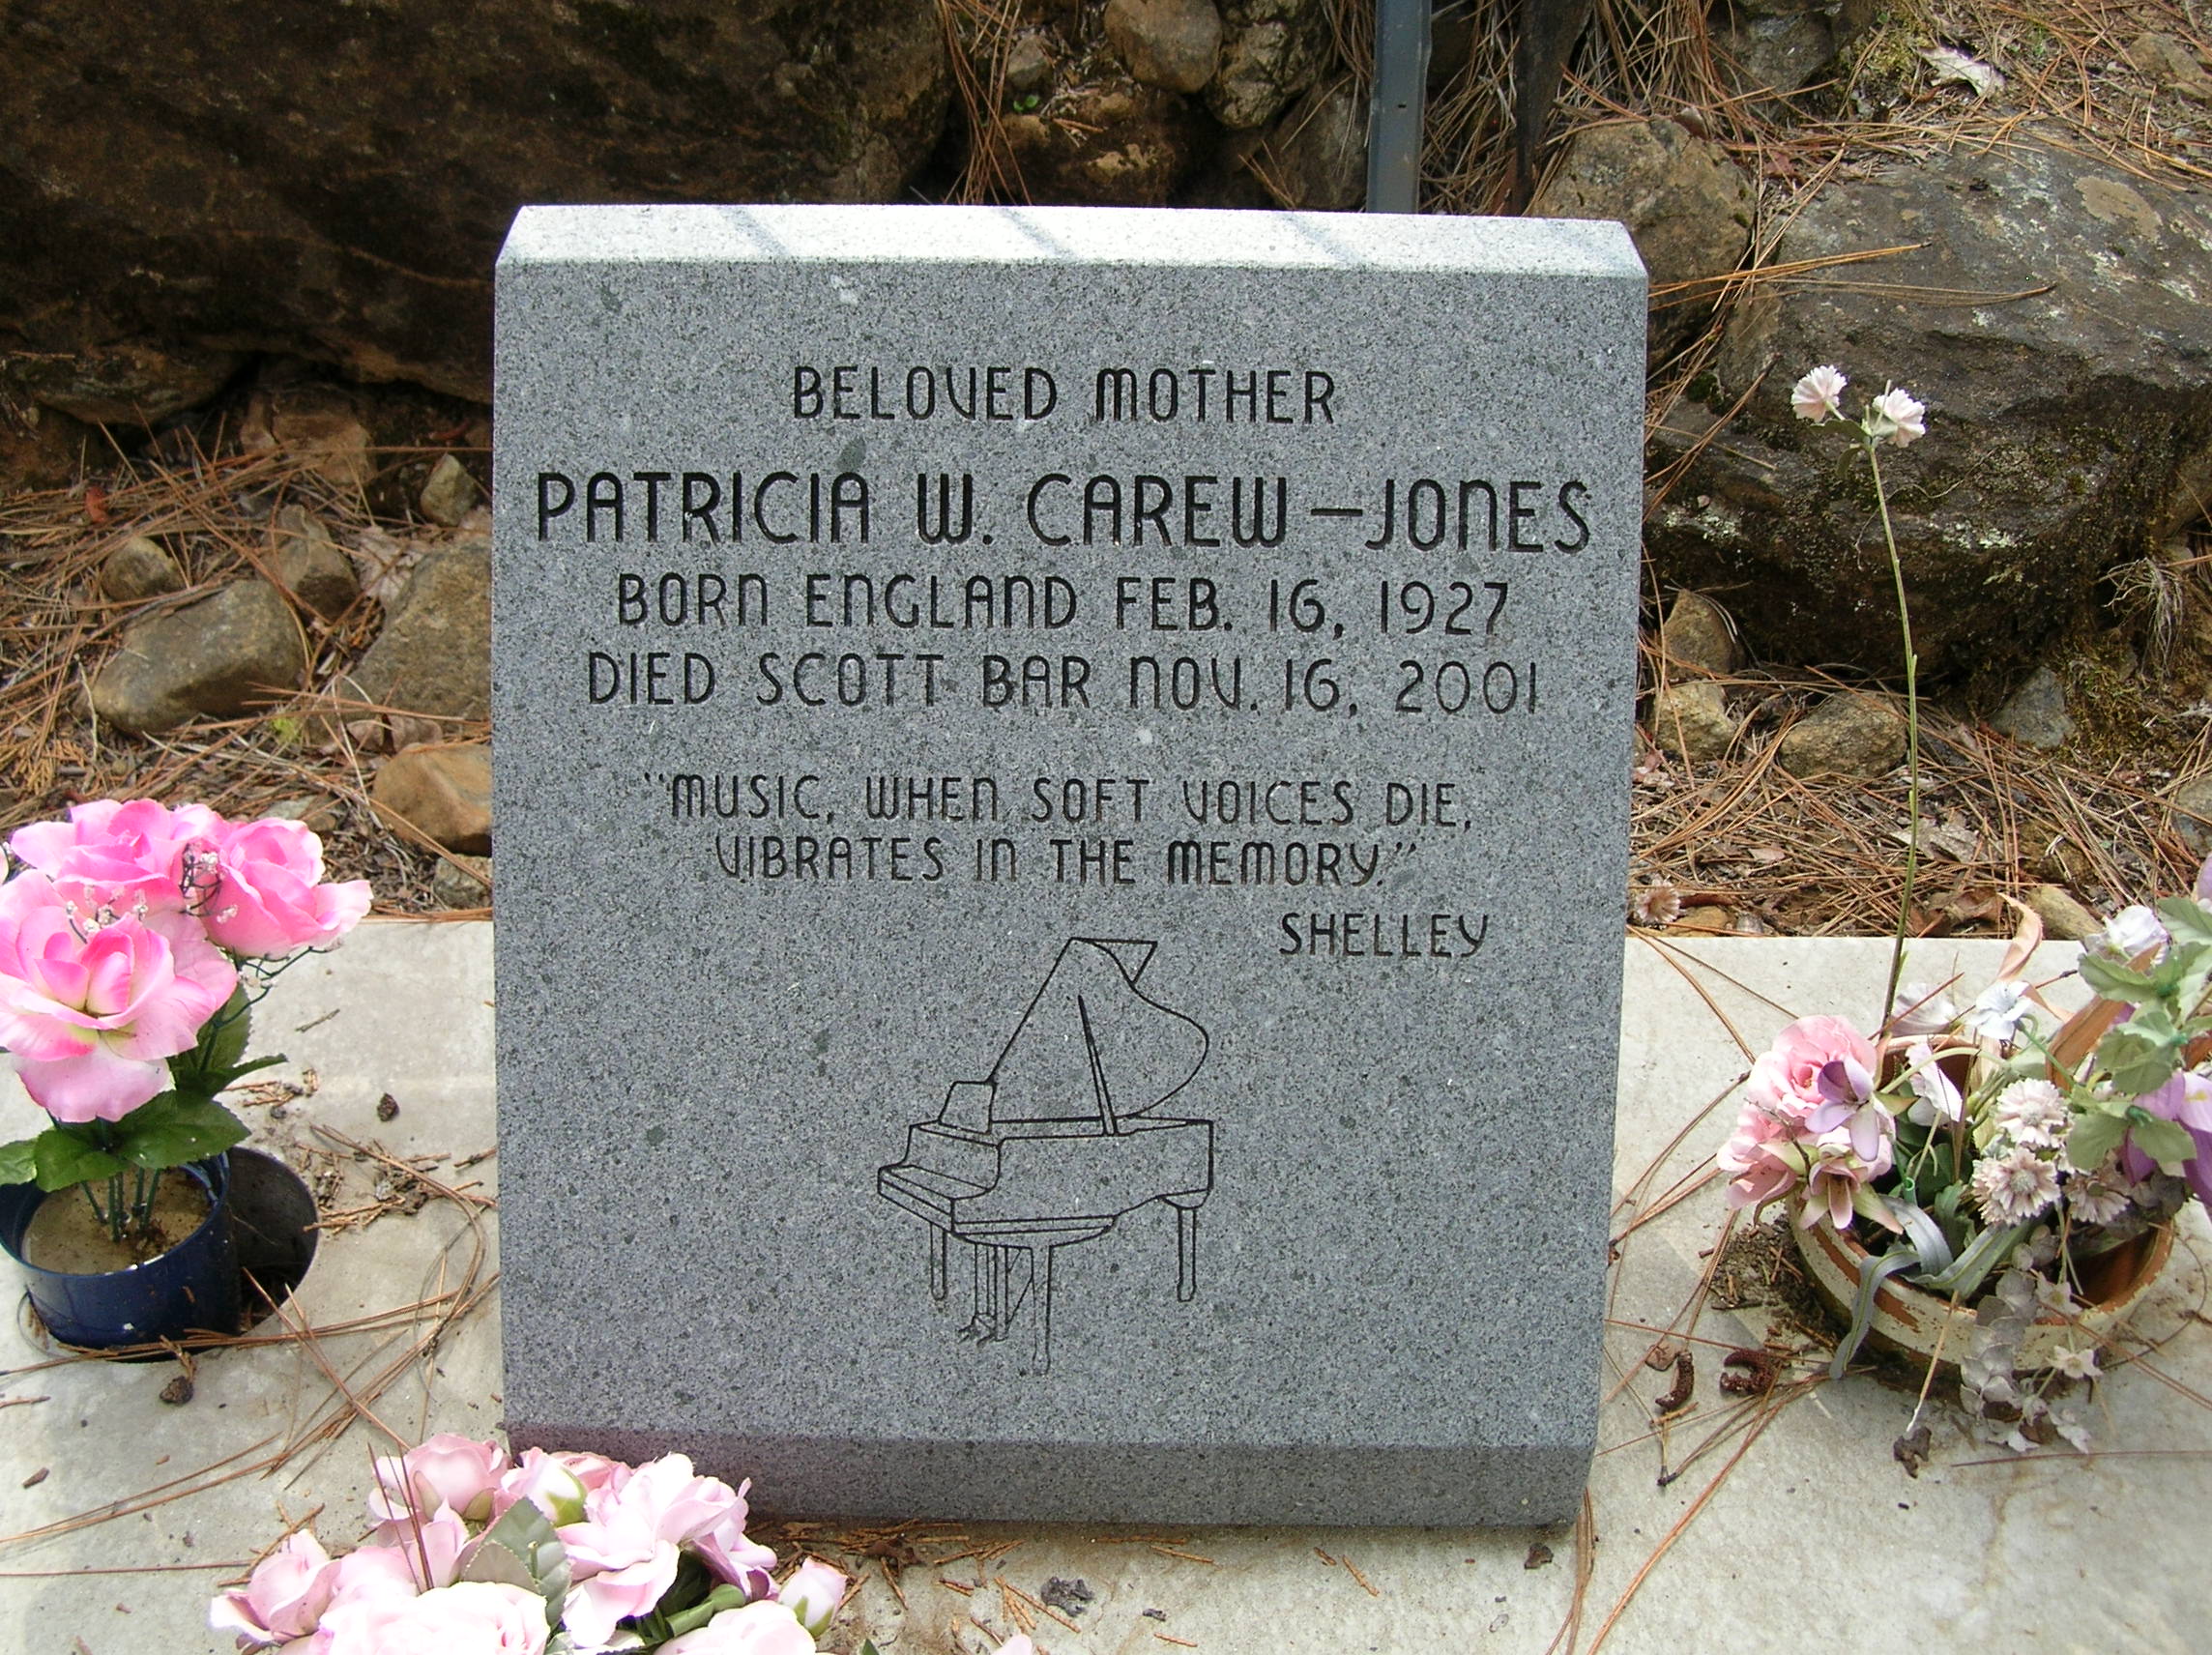 BELOVED MOTHER
PATRICIA W. CAREW-JONES
BORN ENGLAND FEB. 16, 1927
DIED SCOTT BAR NOV. 16, 2001
"MUSIC, WHEN SOFT VOICES DIE,
VIBRATES IN THE MEMORY."
SHELLEY